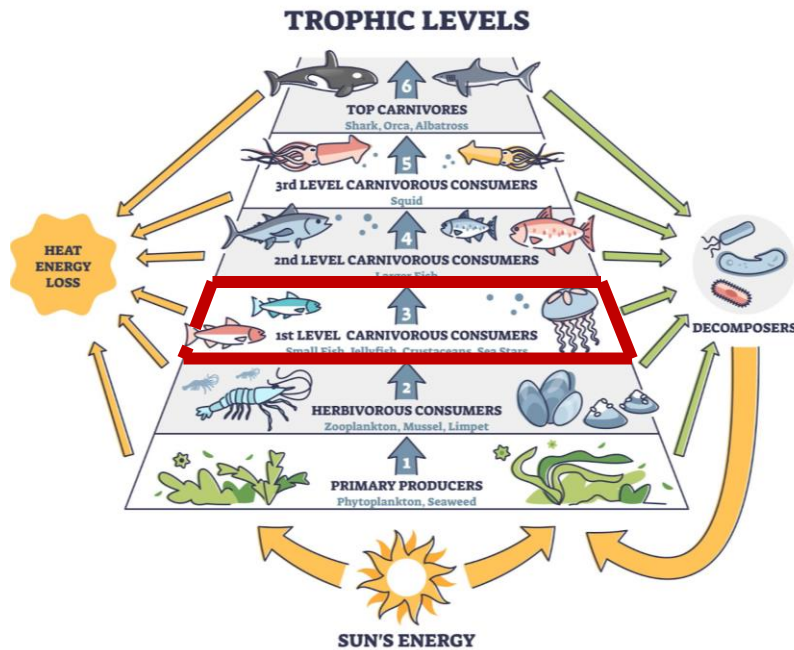 TROPHIC LEVELS
6
TOP CARNIVORES
Shark, Orca, Albatross
5
3rd LEVEL CARNIVOROUS CONSUMERS
Squid
4
2nd LEVEL CARNIVOROUS CONSUMERS
Larger Fish
HEAT
ENERGY
LOSS
3
1st LEVEL CARNIVOROUS CONSUMERS
Small Fish, Jellyfish, Crustaceans, Sea Stars
DECOMPOSERS
2
HERBIVOROUS CONSUMERS
Zooplankton, Mussel, Limpet
1
PRIMARY PRODUCERS
Phytoplankton, Seaweed
SUN'S ENERGY